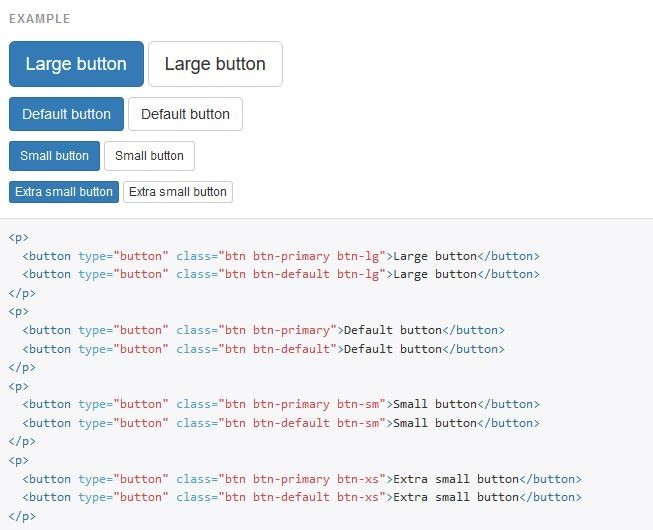 EXAMPLE
Large button Large button
Default button Default button
Small button Small button
Extra small button Extra small button
<p>
  <button type="button" class="btn btn-primary btn-lg">Large button</button>
  <button type="button" class="btn btn-default btn-lg">Large button</button>
</p>
<p>
  <button type="button" class="btn btn-primary">Default button</button>
  <button type="button" class="btn btn-default">Default button</button>
</p>
<p>
  <button type="button" class="btn btn-primary btn-sm">Small button</button>
  <button type="button" class="btn btn-default btn-sm">Small button</button>
</p>
<p>
  <button type="button" class="btn btn-primary btn-xs">Extra small button</button>
  <button type="button" class="btn btn-default btn-xs">Extra small button</button>
</p>